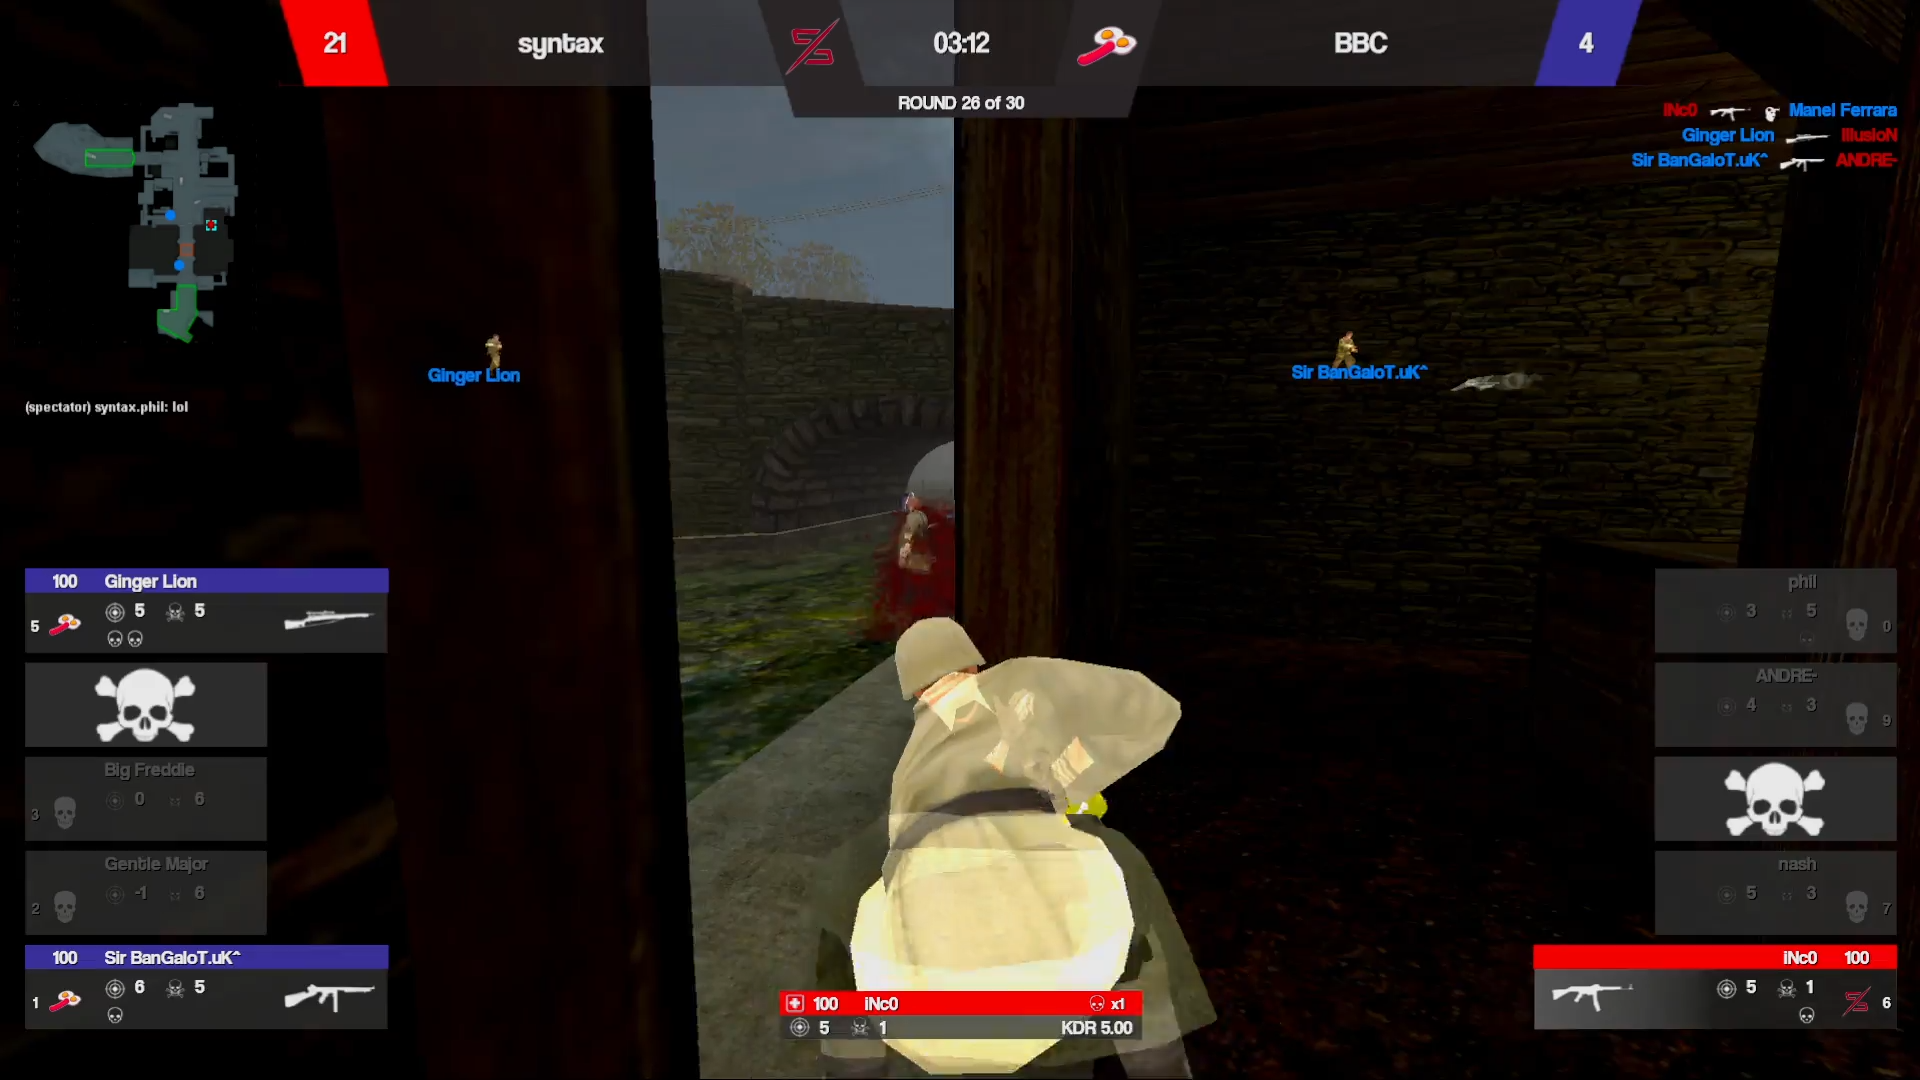 21 syntax 03:12 BBC 4
ROUND 26 of 30
iNc0 Manel Ferrara
Ginger Lion IllusioN
Sir BanGaloT.uK^ ANDRE-
Ginger Lion
Sir BanGaloT.uK^
(spectator) syntax.phil: lol
100 Ginger Lion
5 5 5
Big Freddie
3 0 6
Gentle Major
2 -1 6
100 Sir BanGaloT.uK^
1 6 5
phil
3 5 0
ANDRE-
4 3 9
nash
5 3 7
iNc0 100
5 1 6
100 iNc0 x1
5 1 KDR 5.00